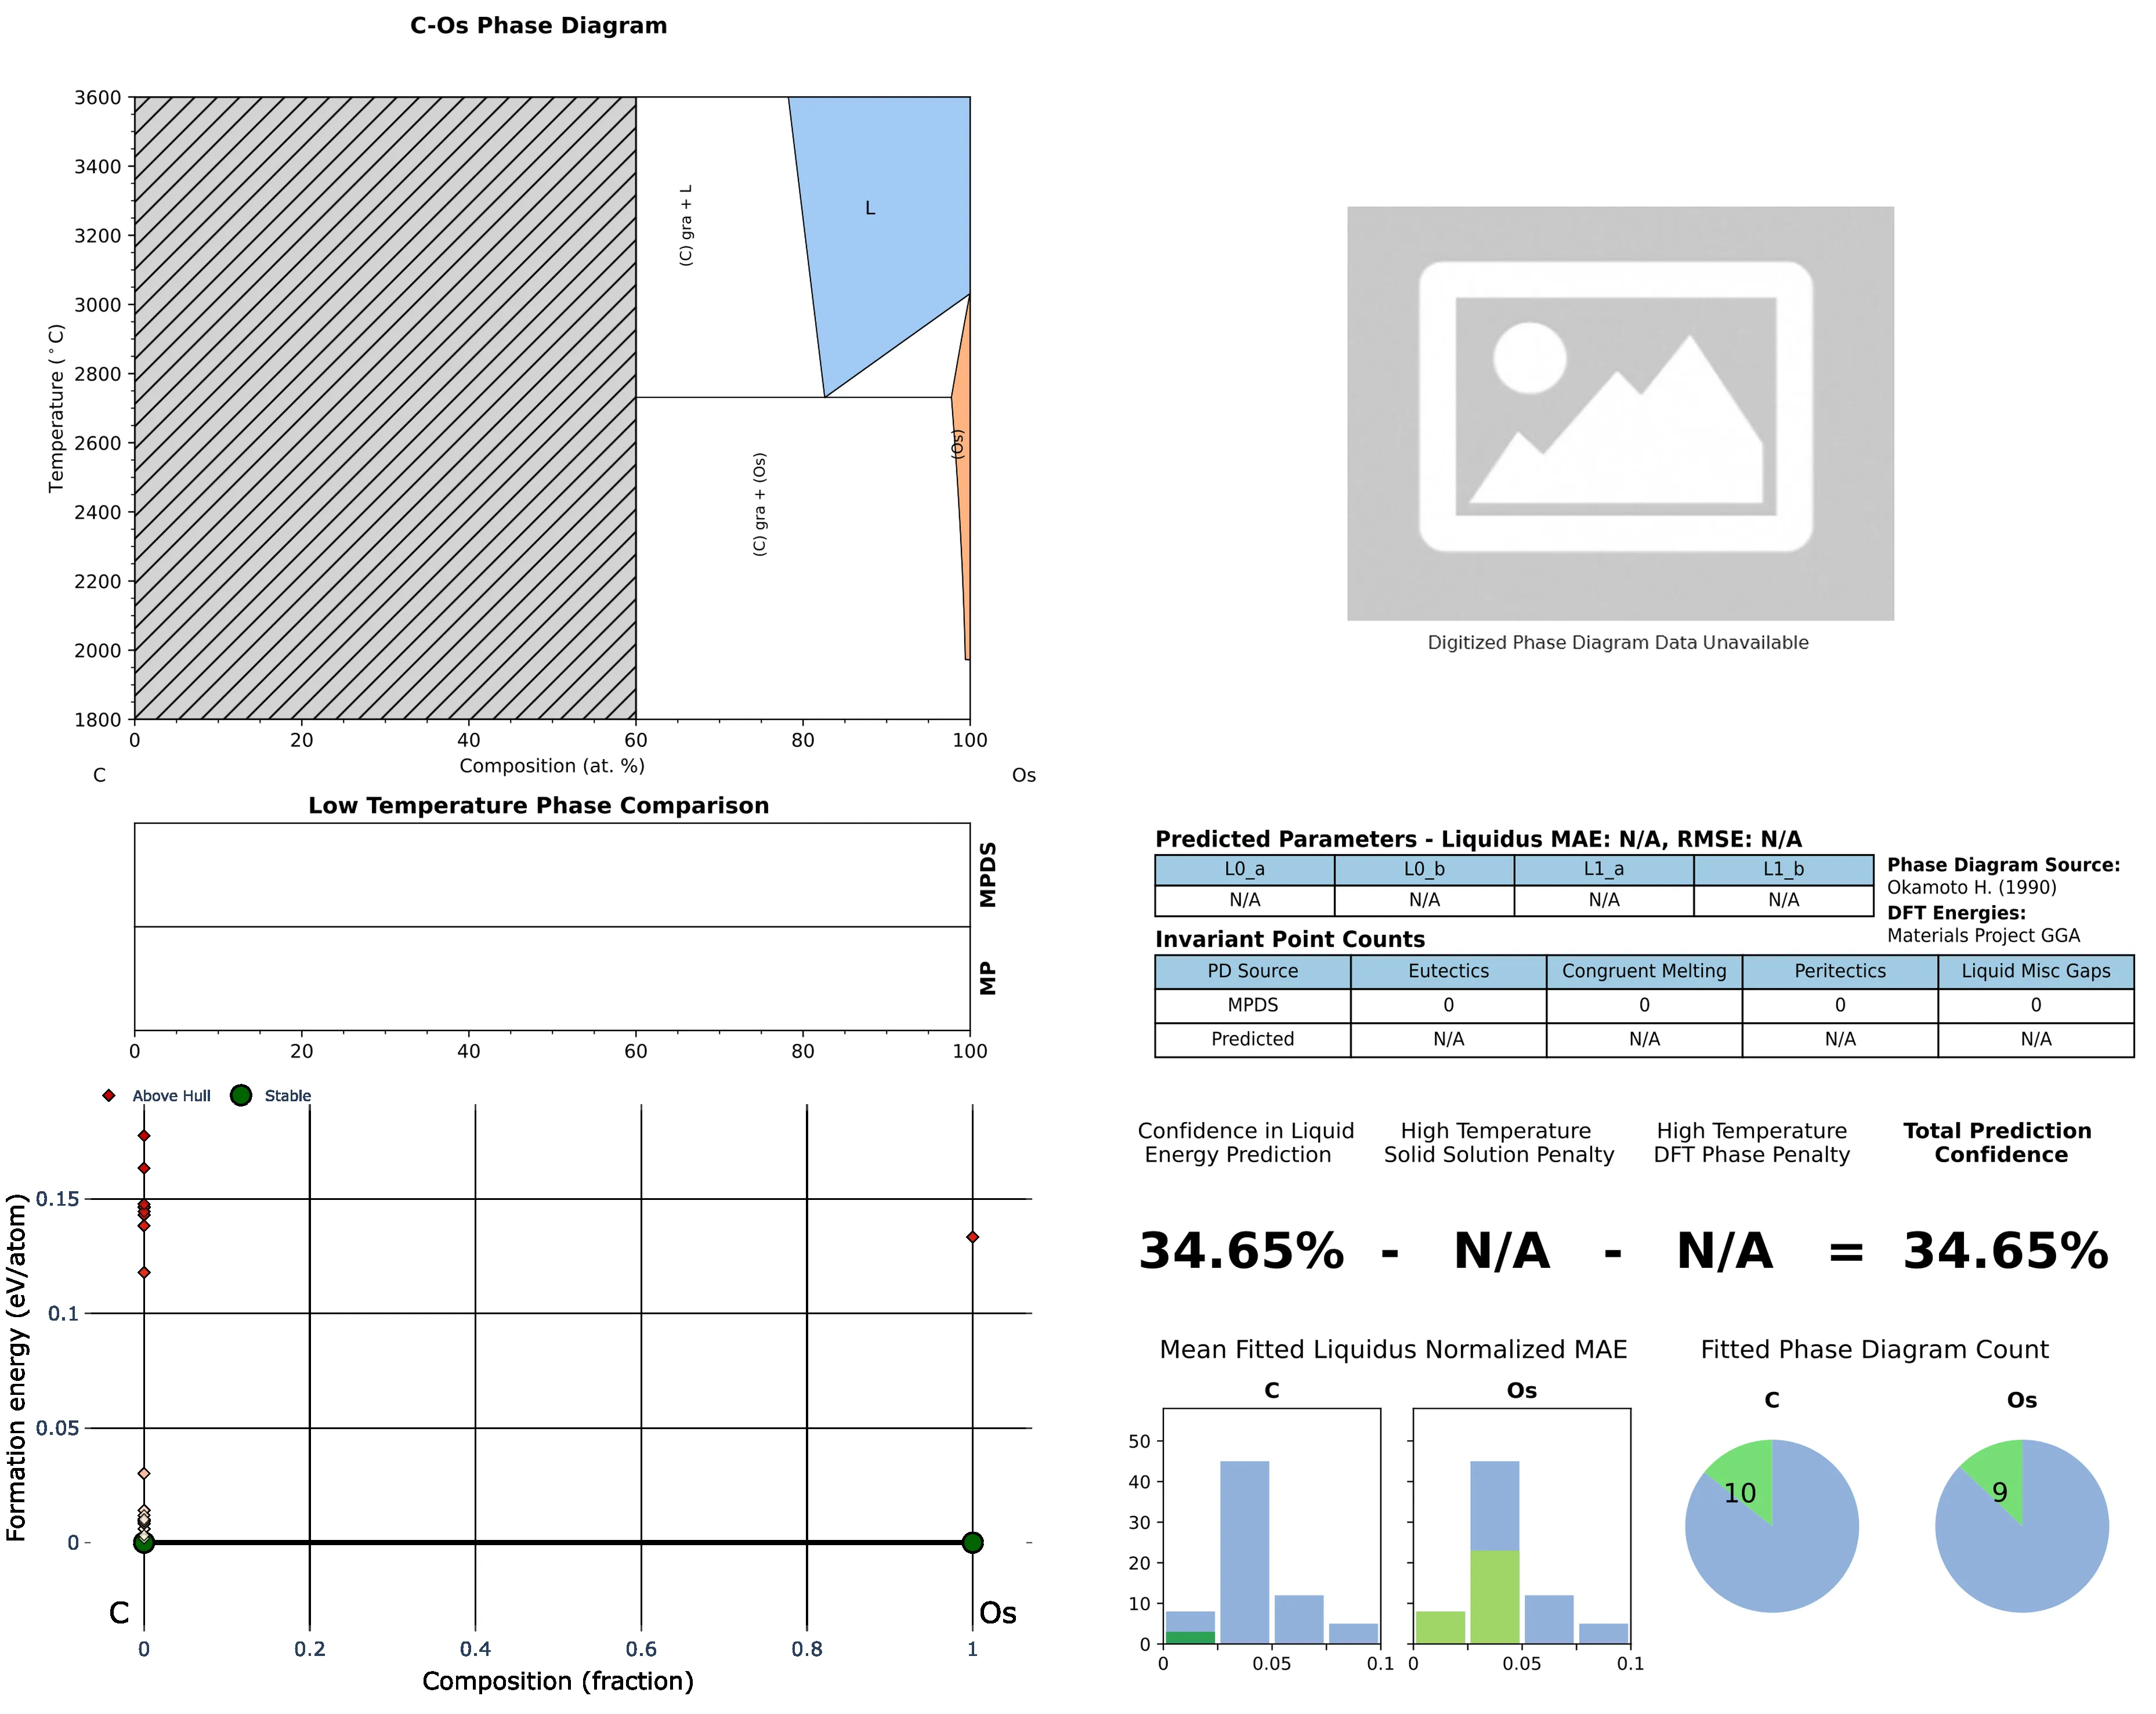 C-Os Phase Diagram
3600
3400
3200
3000
2800
2600
2400
2200
2000
1800
Temperature (°C)
(C) gra + L
L
(C) gra + (Os)
(Os)
0 20 40 60 80 100
Composition (at. %)
C Os
Digitized Phase Diagram Data Unavailable
Low Temperature Phase Comparison
MPDS
MP
0 20 40 60 80 100
Predicted Parameters - Liquidus MAE: N/A, RMSE: N/A
L0_a L0_b L1_a L1_b
N/A N/A N/A N/A
Phase Diagram Source:
Okamoto H. (1990)
DFT Energies:
Materials Project GGA
Invariant Point Counts
PD Source Eutectics Congruent Melting Peritectics Liquid Misc Gaps
MPDS 0 0 0 0
Predicted N/A N/A N/A N/A
Above Hull Stable
0.15
0.1
0.05
0
Formation energy (eV/atom)
C Os
0 0.2 0.4 0.6 0.8 1
Composition (fraction)
Confidence in Liquid
Energy Prediction
High Temperature
Solid Solution Penalty
High Temperature
DFT Phase Penalty
Total Prediction
Confidence
34.65% - N/A - N/A = 34.65%
Mean Fitted Liquidus Normalized MAE
C Os
50
40
30
20
10
0
0 0.05 0.1 0 0.05 0.1
Fitted Phase Diagram Count
C Os
10 9